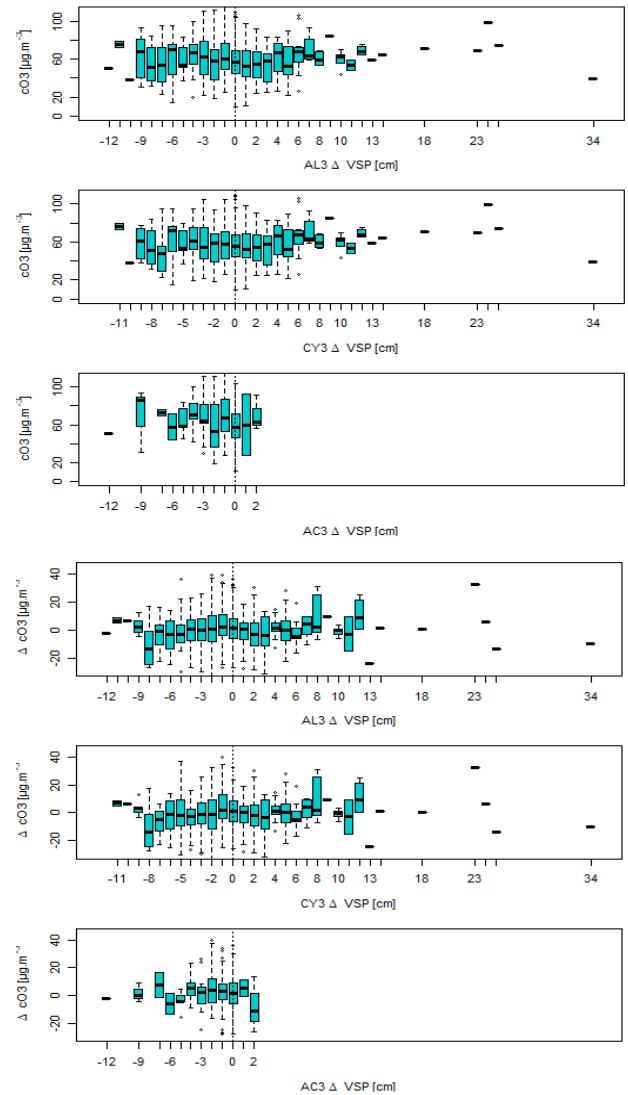 cO3 [µg.m⁻³]
0 20 60 100
-12 -9 -6 -3 0 2 4 6 8 10 13 18 23 34
AL3 Δ VSP [cm]
cO3 [µg.m⁻³]
0 20 60 100
-11 -8 -5 -2 0 2 4 6 8 10 13 18 23 34
CY3 Δ VSP [cm]
cO3 [µg.m⁻³]
0 20 60 100
-12 -9 -6 -3 0 2
AC3 Δ VSP [cm]
Δ cO3 [µg.m⁻³
-20 0 20 40
-12 -9 -6 -3 0 2 4 6 8 10 13 18 23 34
AL3 Δ VSP [cm]
Δ cO3 [µg.m⁻³
-20 0 20 40
-11 -8 -5 -2 0 2 4 6 8 10 13 18 23 34
CY3 Δ VSP [cm]
Δ cO3 [µg.m⁻³
-20 0 20 40
-12 -9 -6 -3 0 2
AC3 Δ VSP [cm]